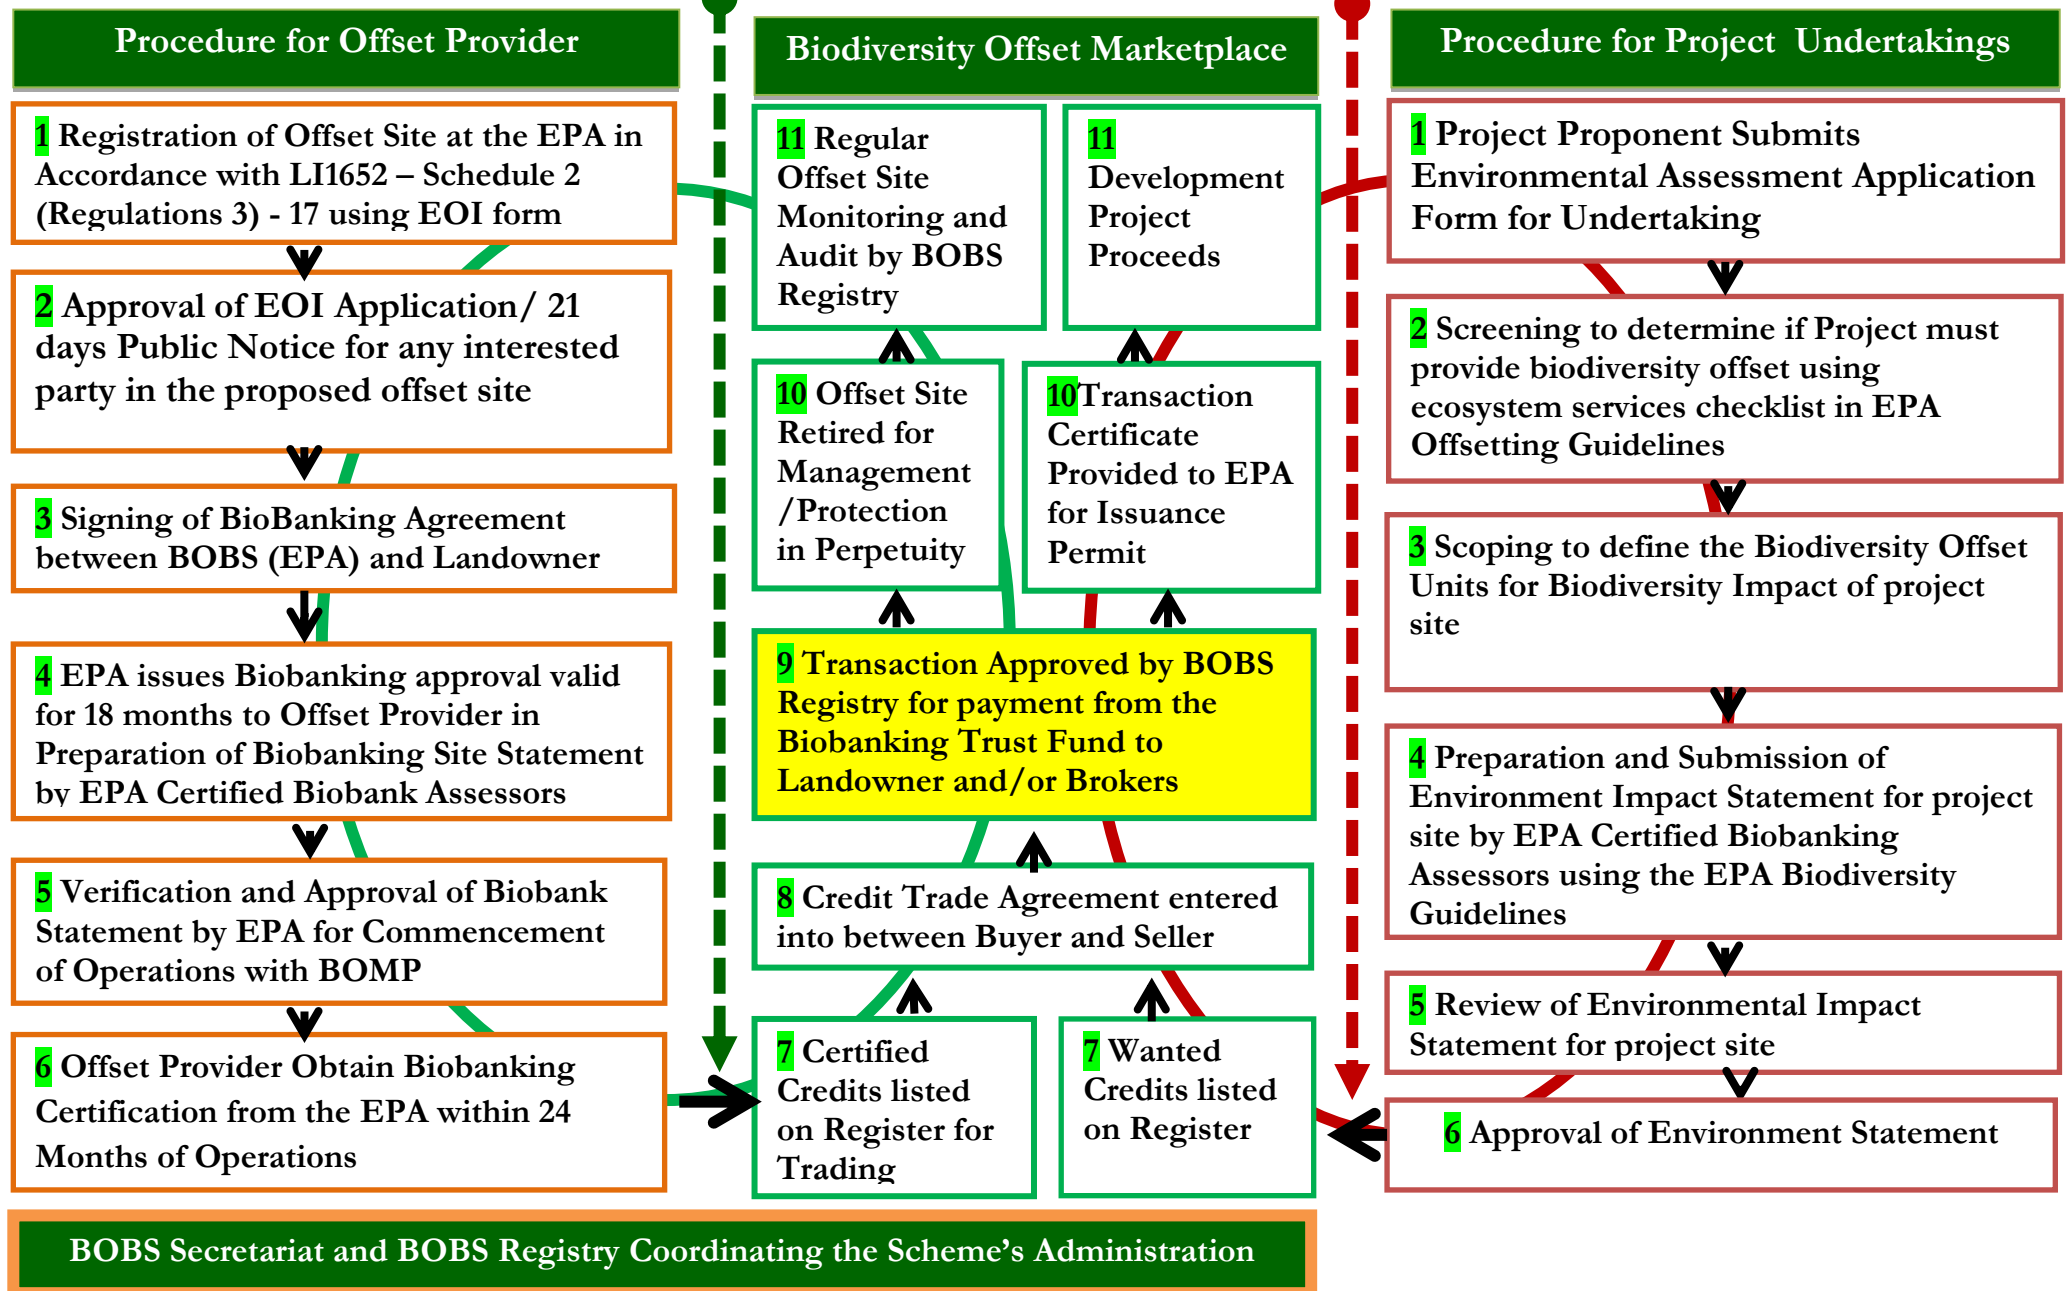 Procedure for Offset Provider
1 Registration of Offset Site at the EPA in
Accordance with LI1652 – Schedule 2
(Regulations 3) - 17 using EOI form
2 Approval of EOI Application/ 21
days Public Notice for any interested
party in the proposed offset site
3 Signing of BioBanking Agreement
between BOBS (EPA) and Landowner
4 EPA issues Biobanking approval valid
for 18 months to Offset Provider in
Preparation of Biobanking Site Statement
by EPA Certified Biobank Assessors
5 Verification and Approval of Biobank
Statement by EPA for Commencement
of Operations with BOMP
6 Offset Provider Obtain Biobanking
Certification from the EPA within 24
Months of Operations
Biodiversity Offset Marketplace
11 Regular
Offset Site
Monitoring and
Audit by BOBS
Registry
11
Development
Project
Proceeds
10 Offset Site
Retired for
Management
/Protection
in Perpetuity
10Transaction
Certificate
Provided to EPA
for Issuance
Permit
9 Transaction Approved by BOBS
Registry for payment from the
Biobanking Trust Fund to
Landowner and/or Brokers
8 Credit Trade Agreement entered
into between Buyer and Seller
7 Certified
Credits listed
on Register for
Trading
7 Wanted
Credits listed
on Register
Procedure for Project Undertakings
1 Project Proponent Submits
Environmental Assessment Application
Form for Undertaking
2 Screening to determine if Project must
provide biodiversity offset using
ecosystem services checklist in EPA
Offsetting Guidelines
3 Scoping to define the Biodiversity Offset
Units for Biodiversity Impact of project
site
4 Preparation and Submission of
Environment Impact Statement for project
site by EPA Certified Biobanking
Assessors using the EPA Biodiversity
Guidelines
5 Review of Environmental Impact
Statement for project site
6 Approval of Environment Statement
BOBS Secretariat and BOBS Registry Coordinating the Scheme’s Administration